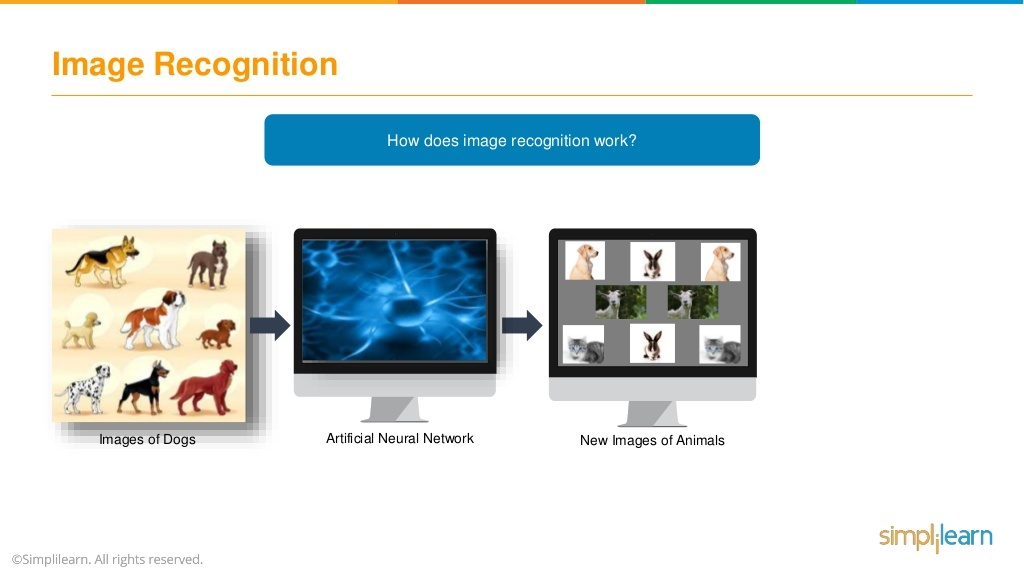 Image Recognition
How does image recognition work?
Images of Dogs
Artificial Neural Network
New Images of Animals
simplilearn
©Simplilearn. All rights reserved.